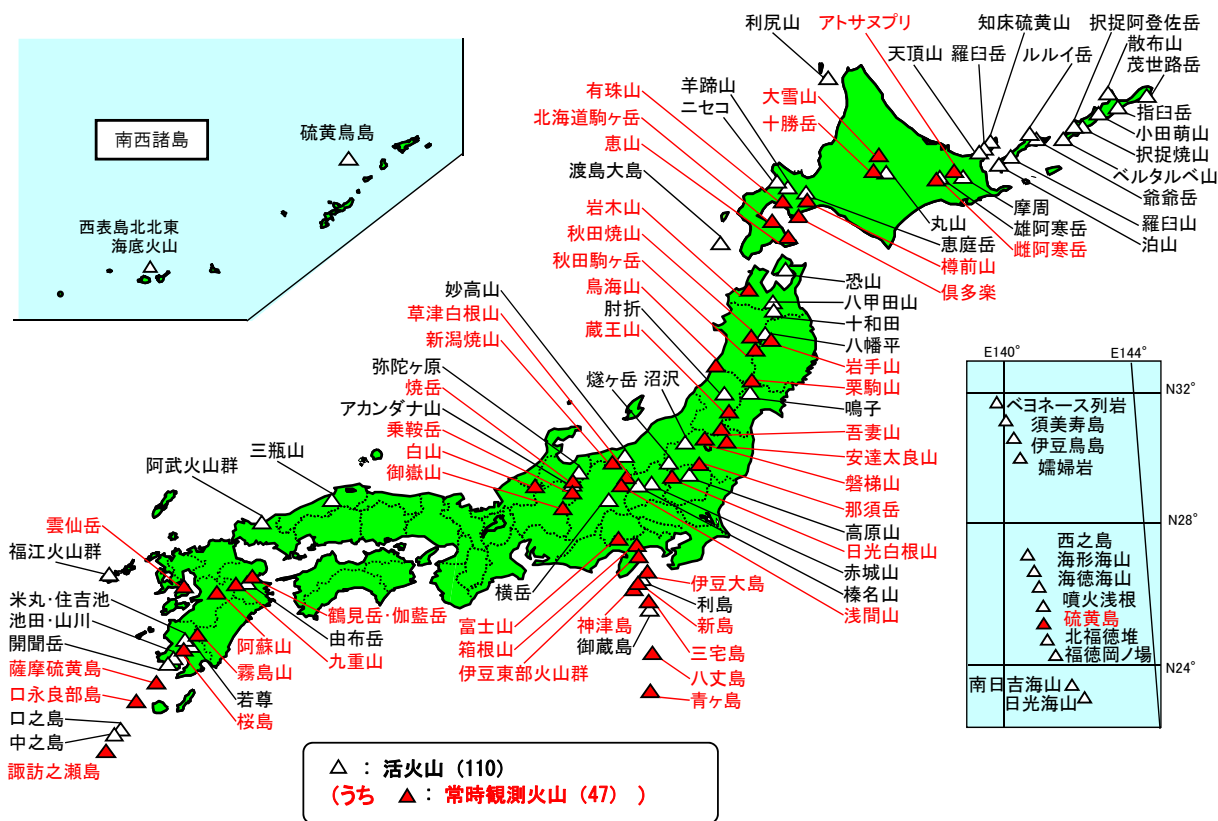 南西諸島
硫黄鳥島
西表島北北東
海底火山
利尻山
アトサヌプリ
知床硫黄山
択捉阿登佐岳
天頂山
羅臼岳
ルルイ岳
散布山
茂世路岳
指臼岳
小田萌山
択捉焼山
ベルタルベ山
爺爺岳
羅臼山
泊山
羊蹄山
ニセコ
有珠山
北海道駒ヶ岳
恵山
渡島大島
大雪山
十勝岳
摩周
雄阿寒岳
雌阿寒岳
丸山
恵庭岳
樽前山
倶多楽
岩木山
秋田焼山
秋田駒ヶ岳
鳥海山
肘折
蔵王山
恐山
八甲田山
十和田
八幡平
岩手山
栗駒山
鳴子
吾妻山
安達太良山
磐梯山
那須岳
高原山
日光白根山
赤城山
榛名山
浅間山
妙高山
草津白根山
新潟焼山
弥陀ヶ原
焼岳
アカンダナ山
乗鞍岳
白山
御嶽山
燧ヶ岳
沼沢
三瓶山
阿武火山群
横岳
富士山
箱根山
伊豆東部火山群
伊豆大島
利島
新島
神津島
御蔵島
三宅島
八丈島
青ヶ島
雲仙岳
福江火山群
米丸・住吉池
池田・山川
開聞岳
薩摩硫黄島
口永良部島
口之島
中之島
諏訪之瀬島
鶴見岳・伽藍岳
由布岳
九重山
阿蘇山
霧島山
若尊
桜島
E140°
E144°
N32°
N28°
N24°
ベヨネース列岩
須美寿島
伊豆鳥島
孀婦岩
西之島
海形海山
海徳海山
噴火浅根
硫黄島
北福徳堆
福徳岡ノ場
南日吉海山
日光海山
△ : 活火山 (110)
(うち ▲ : 常時観測火山 (47) )